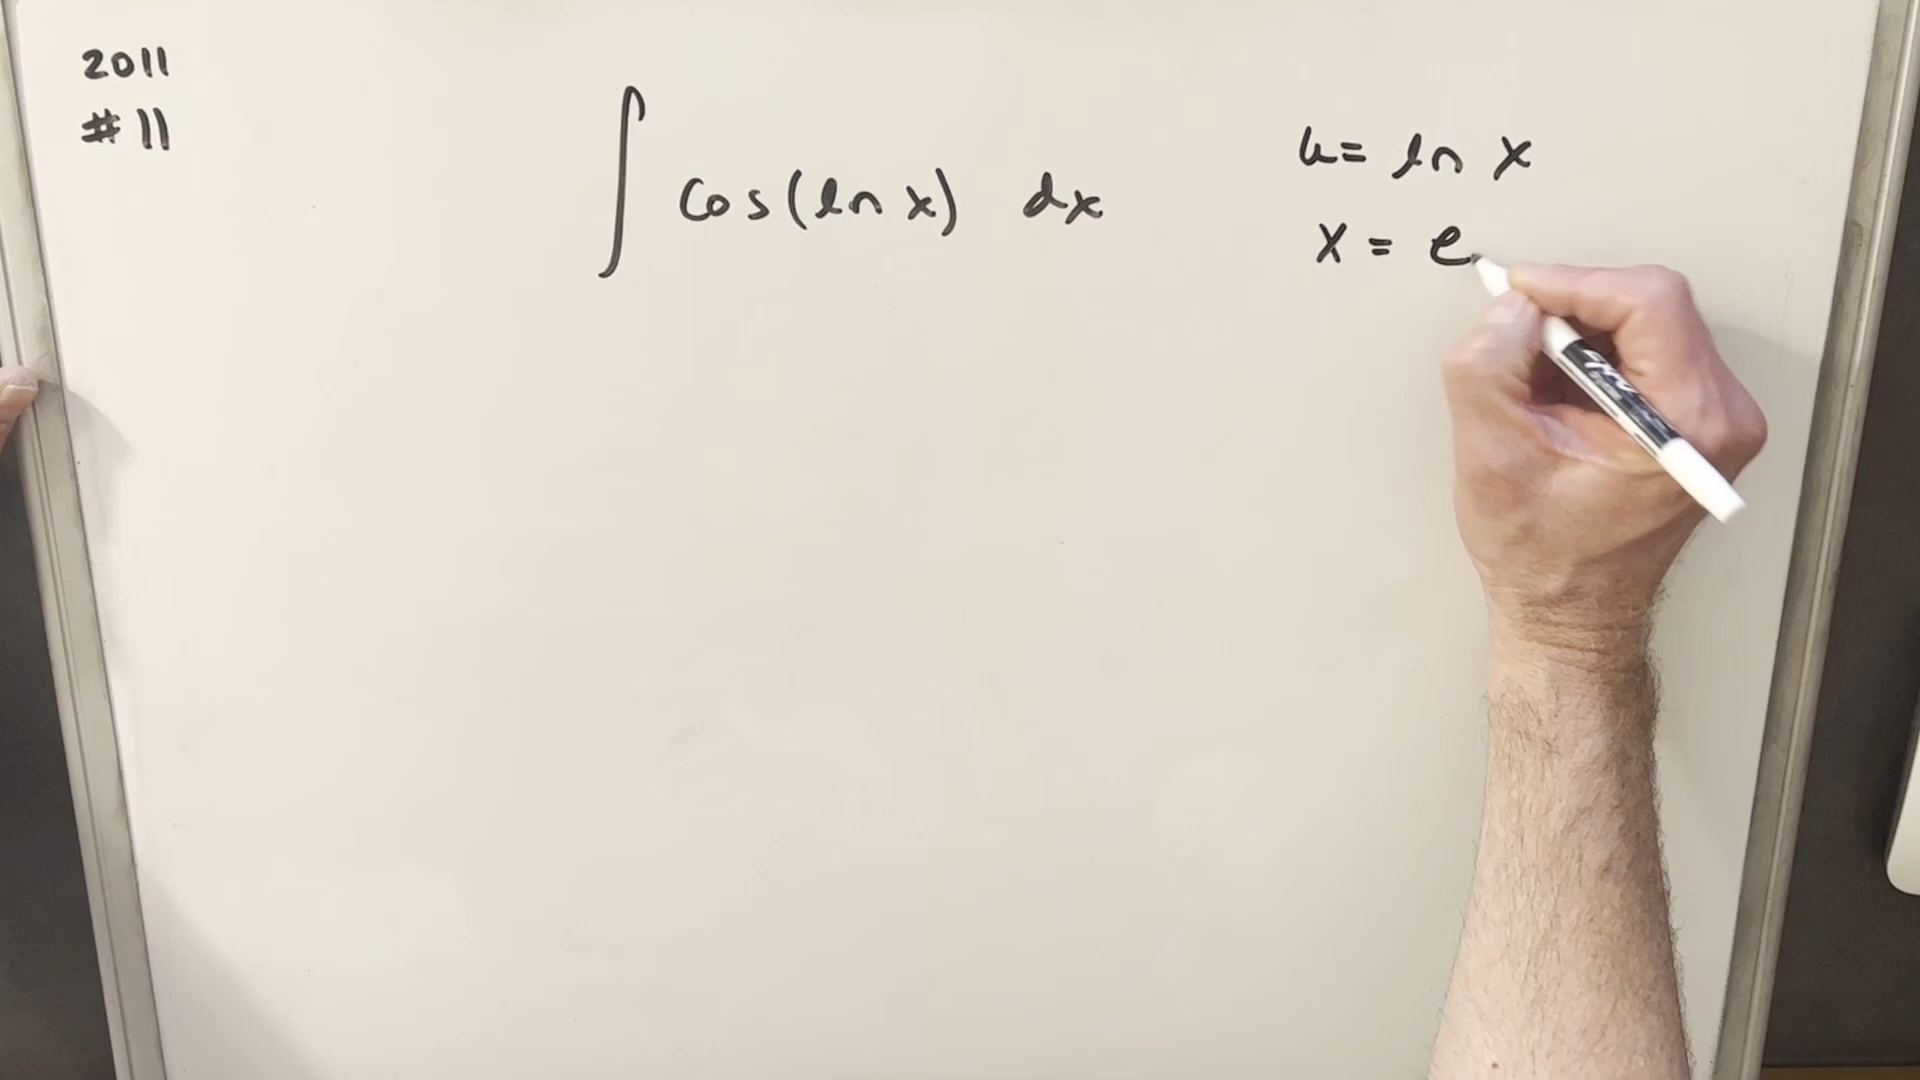 2011
#11
∫ cos(ln x) dx
u= ln x
x = e